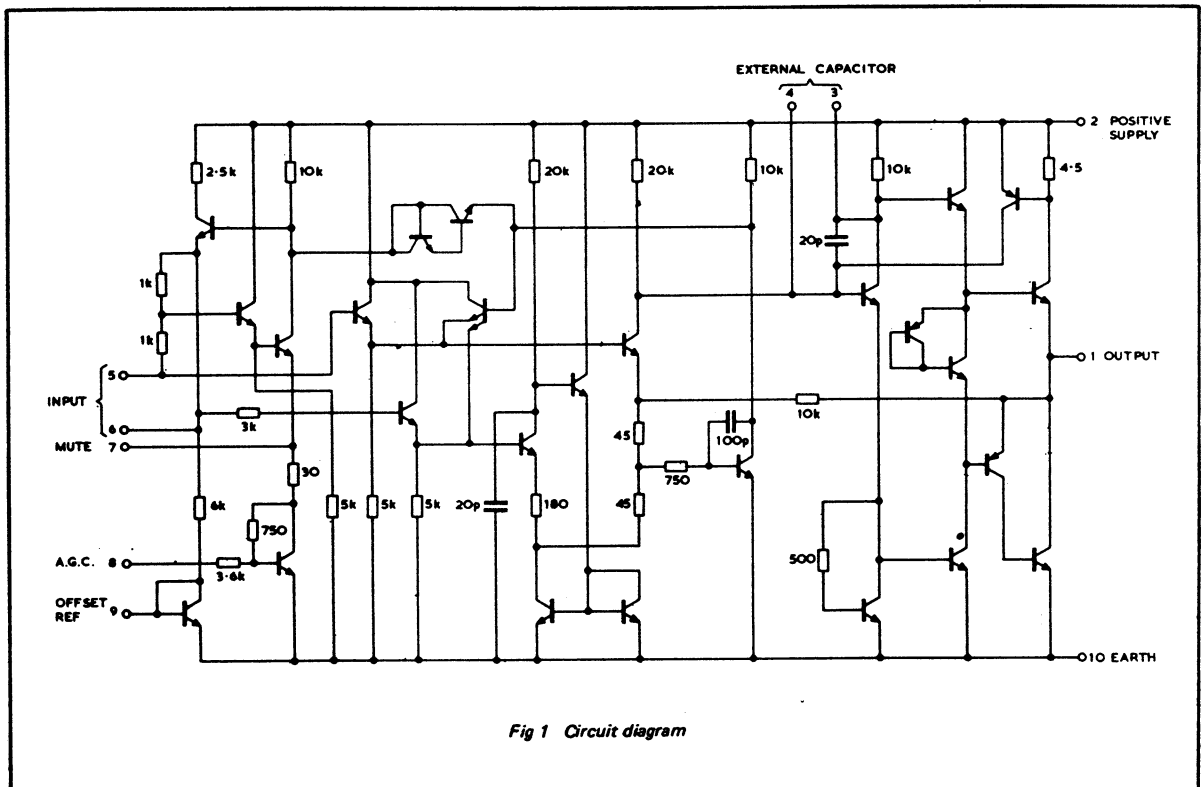 EXTERNAL CAPACITOR
4 3
2 POSITIVE
SUPPLY
2·5k
10k
20k
20k
10k
10k
4·5
20p
1k
1k
5
INPUT
6
3k
MUTE 7
30
6k
750
5k
5k
5k
20p
180
45
45
750
100p
10k
1 OUTPUT
500
A.G.C. 8
3·6k
OFFSET
REF 9
10 EARTH
Fig 1 Circuit diagram